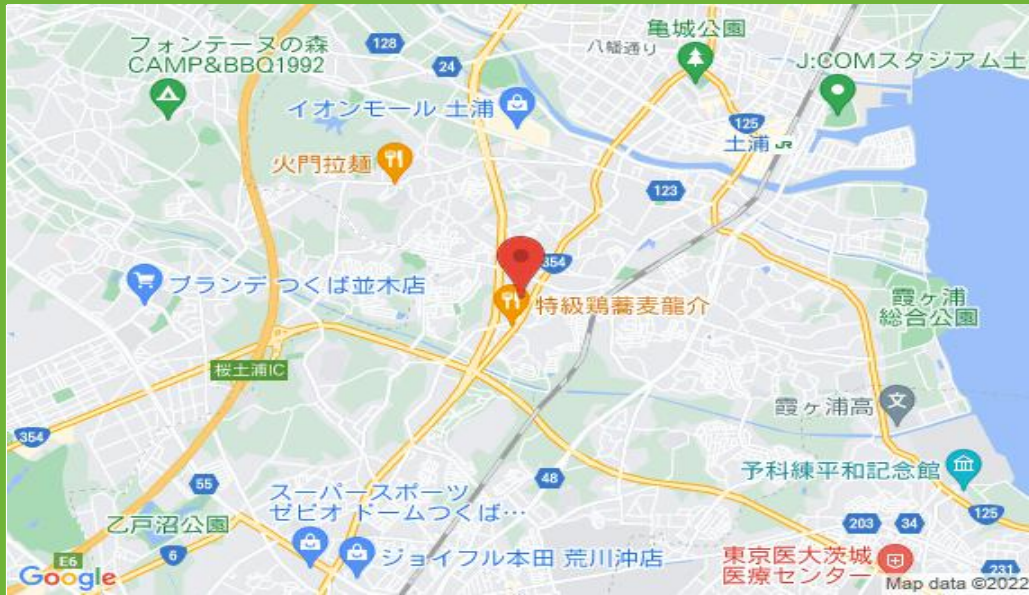 亀城公園
フォンテーヌの森
CAMP&BBQ1992
128
八幡通り
24
J:COMスタジアム土
イオンモール 土浦
125
土浦 JR
火門拉麺
123
354
ブランデ つくば並木店
特級鶏蕎麦龍介
霞ヶ浦
総合公園
桜土浦IC
霞ヶ浦高
354
予科練平和記念館
48
55
スーパースポーツ
ゼビオ ドームつくば…
125
乙戸沼公園
203
34
6
ジョイフル本田 荒川沖店
東京医大茨城
医療センター
E6
231
Google
Map data ©2022